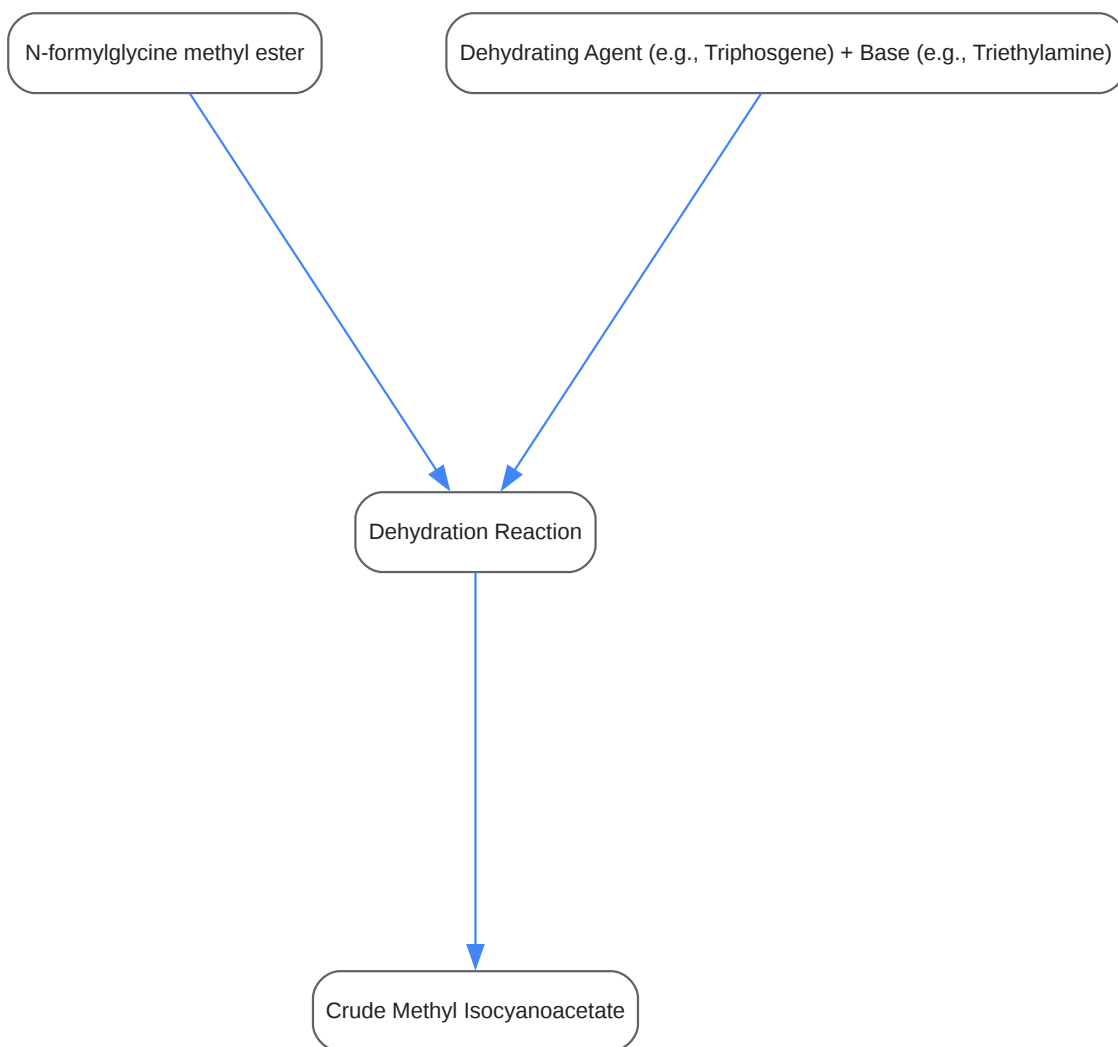 N-formylglycine methyl ester
Dehydrating Agent (e.g., Triphosgene) + Base (e.g., Triethylamine)
Dehydration Reaction
Crude Methyl Isocyanoacetate